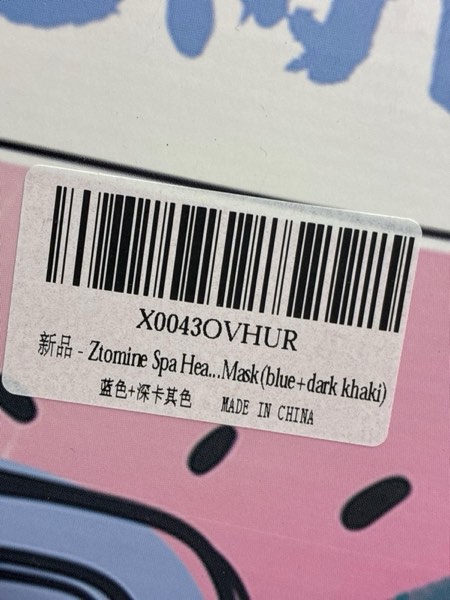 X0043OVHUR
新品 - Ztomine Spa Hea...Mask(blue+dark khaki)
蓝色+深卡其色 MADE IN CHINA